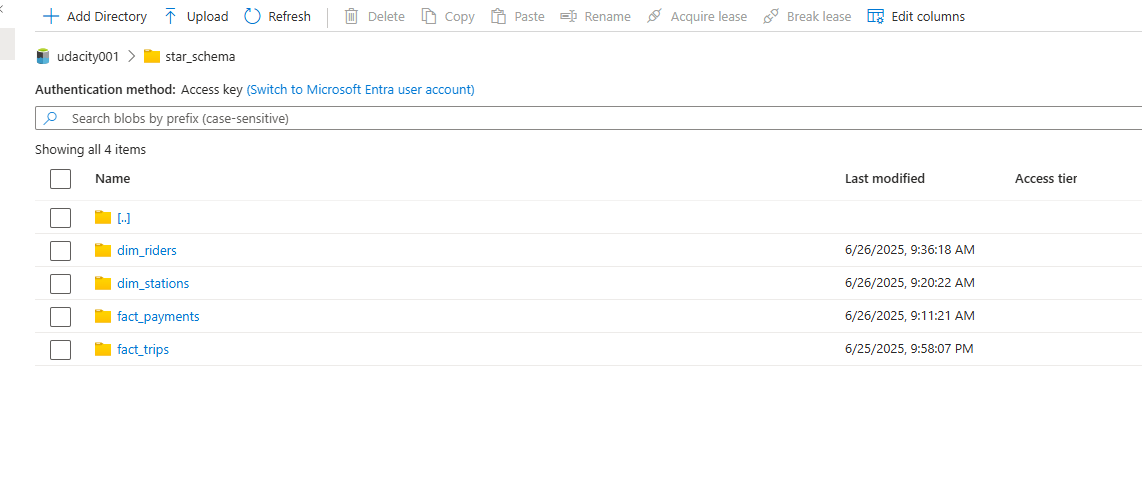 Add Directory Upload Refresh Delete Copy Paste Rename Acquire lease Break lease Edit columns
udacity001 > star_schema
Authentication method: Access key (Switch to Microsoft Entra user account)
Search blobs by prefix (case-sensitive)
Showing all 4 items
Name Last modified Access tier
[..]
dim_riders 6/26/2025, 9:36:18 AM
dim_stations 6/26/2025, 9:20:22 AM
fact_payments 6/26/2025, 9:11:21 AM
fact_trips 6/25/2025, 9:58:07 PM